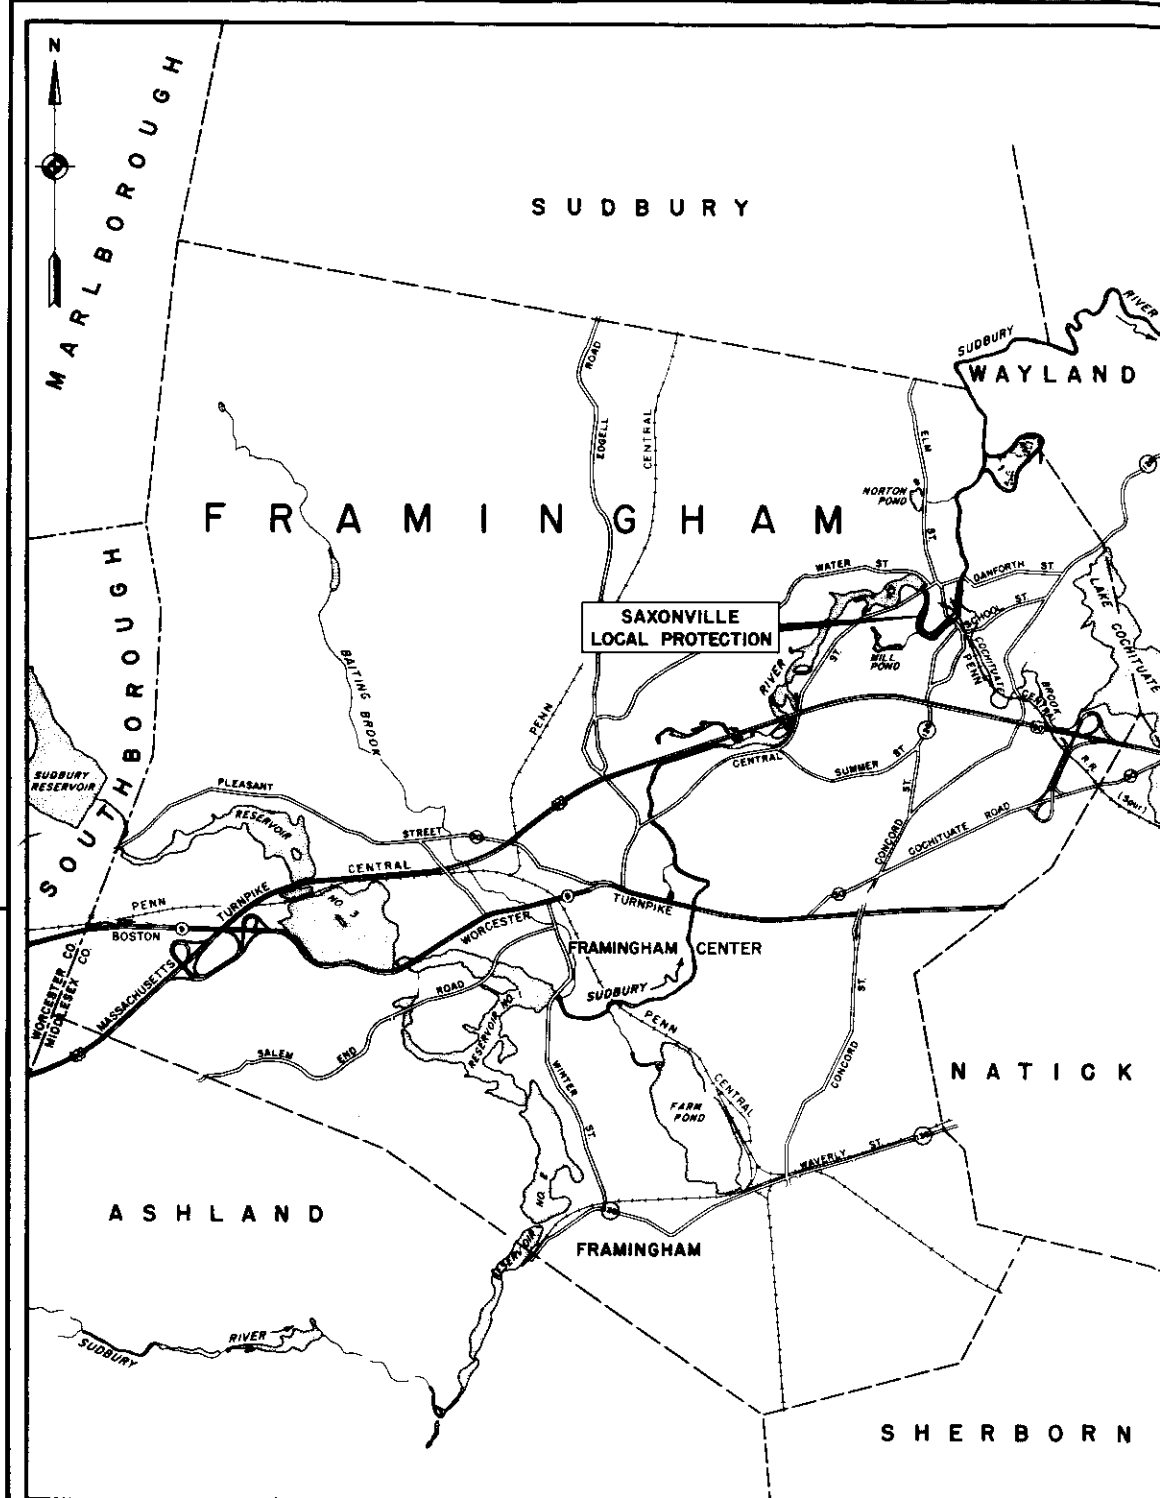 N
MARLBOROUGH
SUDBURY
RIVER
SUDBURY
WAYLAND
ROAD
EDGELL
CENTRAL
ELM
ST.
NORTON
POND
FRAMINGHAM
SOUTHBOROUGH
WATER ST
DANFORTH ST.
SAXONVILLE
LOCAL PROTECTION
SCHOOL ST.
LAKE COCHITUATE
MILL
POND
ST.
RIVER
COCHITUATE
BROOK
PENN
CENTRAL
BAITING BROOK
PENN
CENTRAL
SUMMER ST
R.R.
(Spur)
SUDBURY
RESERVOIR
PLEASANT
STREET
RESERVOIR
NO. 3
CENTRAL
CONCORD
ST.
COCHITUATE ROAD
30
PENN
TURNPIKE
BOSTON
9
WORCESTER
9
TURNPIKE
FRAMINGHAM CENTER
WORCESTER CO.
MIDDLESEX CO.
MASSACHUSETTS
ROAD
SUDBURY
RESERVOIR NO.
SALEM
END
WINTER
ST.
PENN
CENTRAL
FARM
POND
CONCORD
ST.
NATICK
WAVERLY ST.
ASHLAND
NO. 2
RESERVOIR
FRAMINGHAM
SUDBURY
RIVER
SHERBORN